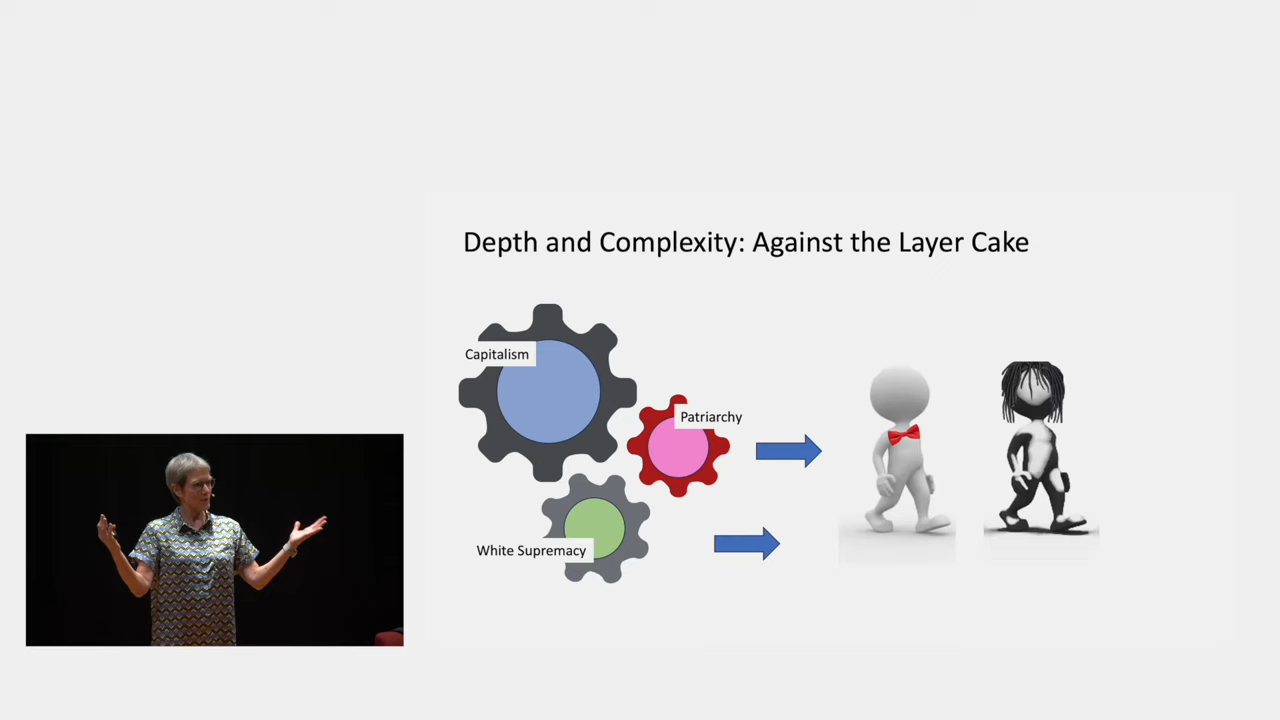 Depth and Complexity: Against the Layer Cake
Capitalism
Patriarchy
White Supremacy